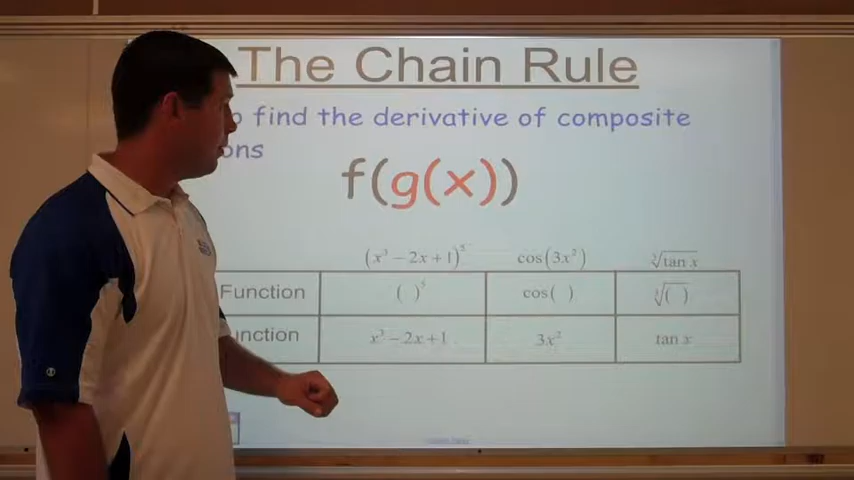 The Chain Rule
o find the derivative of composite
ons
f(g(x))
(x³ – 2x + 1)⁵ cos(3x²) ∛tan x
Function ( )⁵ cos( ) ∛( )
unction x³ – 2x + 1 3x² tan x